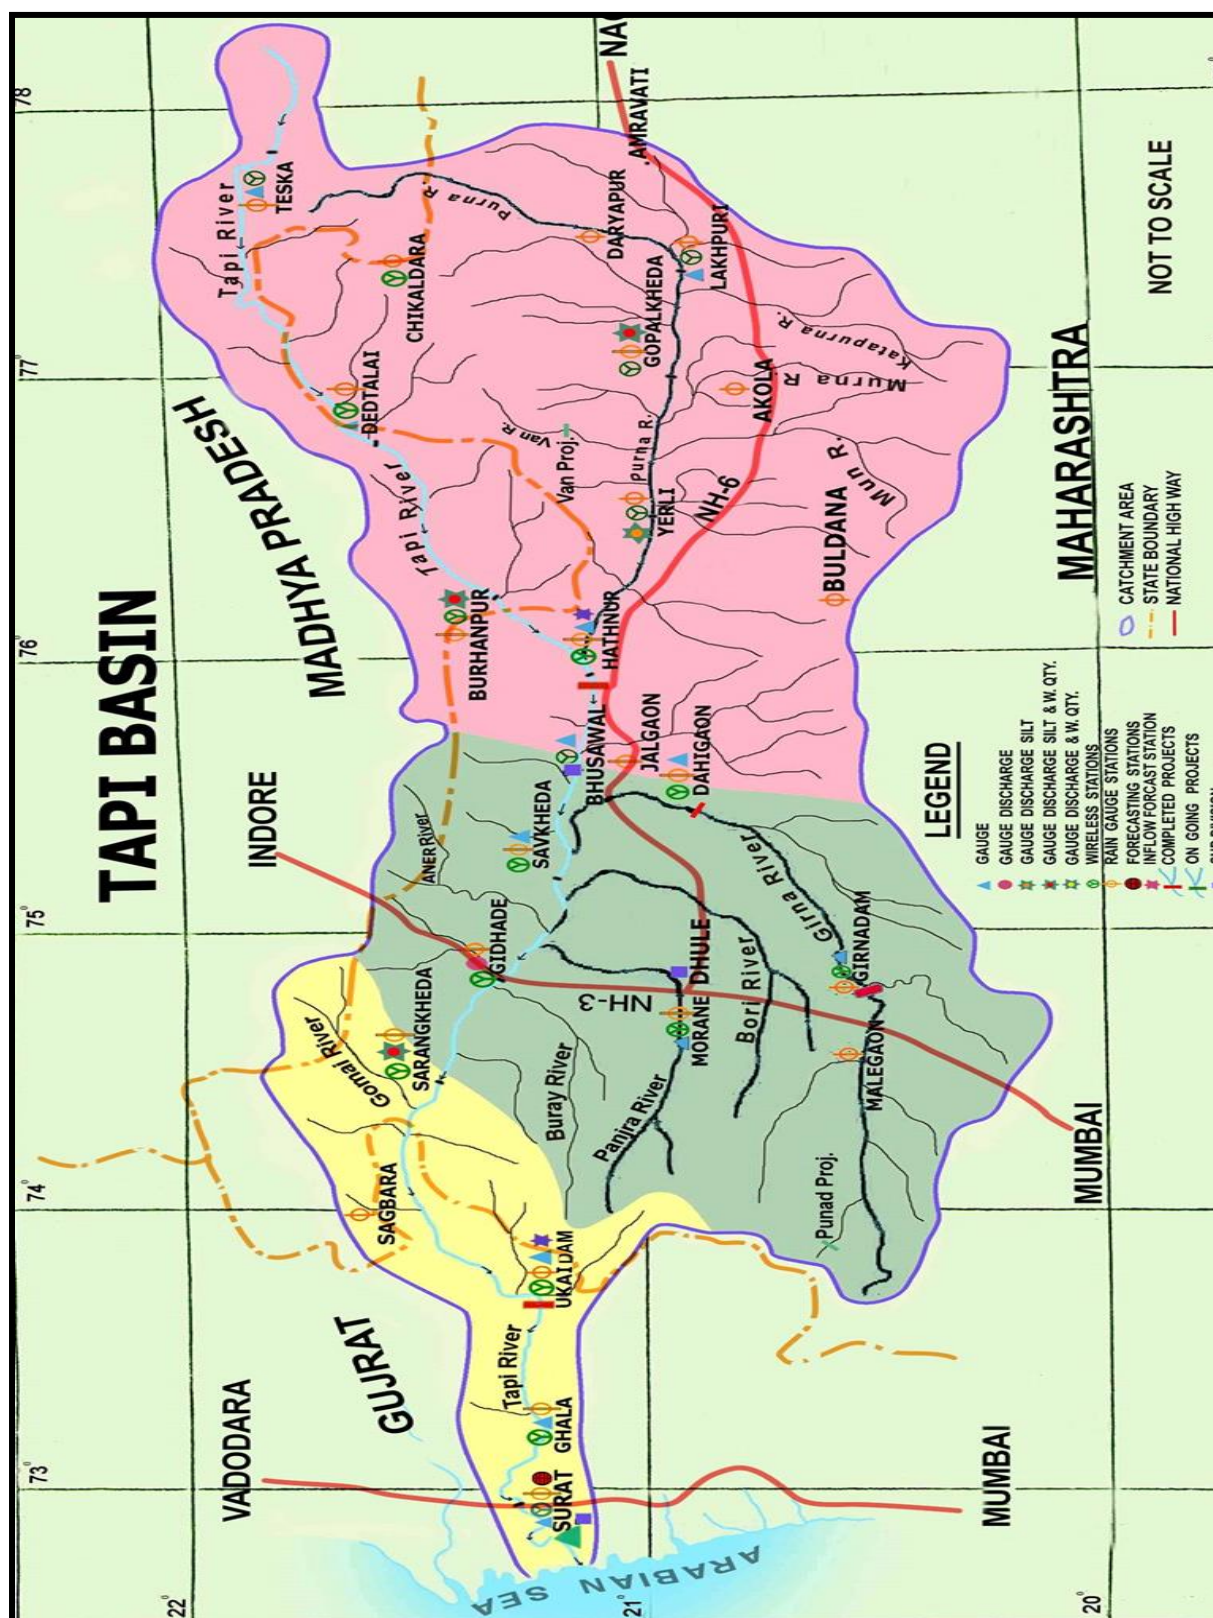 TAPI BASIN
MADHYA PRADESH
MAHARASHTRA
GUJRAT
VADODARA
INDORE
MUMBAI
MUMBAI
ARABIAN SEA
73°
74°
75°
76°
77°
78
22°
21°
20°
SURAT
GHALA
Tapi River
UKAI DAM
SAGBARA
Gomai River
SARANGKHEDA
GIDHADE
ANER River
Buray River
Panjra River
NH-3
MORANE
DHULE
Bori River
Girna River
GIRNADAM
MALEGAON
Punad Proj.
SAVKHEDA
BHUSAWAL
JALGAON
DAHIGAON
HATHNUR
BURHANPUR
Tapi River
Van R.
Van Proj.
Purna R.
YERLI
NH-6
BULDANA
Mun R.
AKOLA
Murna R
Katapurna R.
GOPALKHEDA
LAKHPURI
DARYAPUR
.AMRAVATI
Purna R.
CHIKALDARA
DEDTALAI
Tapi River
TESKA
NOT TO SCALE
CATCHMENT AREA
STATE BOUNDARY
NATIONAL HIGH WAY
LEGEND
GAUGE
GAUGE DISCHARGE
GAUGE DISCHARGE SILT
GAUGE DISCHARGE SILT & W. QTY.
GAUGE DISCHARGE & W. QTY.
WIRELESS STATIONS
RAIN GAUGE STATIONS
FORECASTING STATIONS
INFLOW FORCAST STATION
COMPLETED PROJECTS
ON GOING PROJECTS